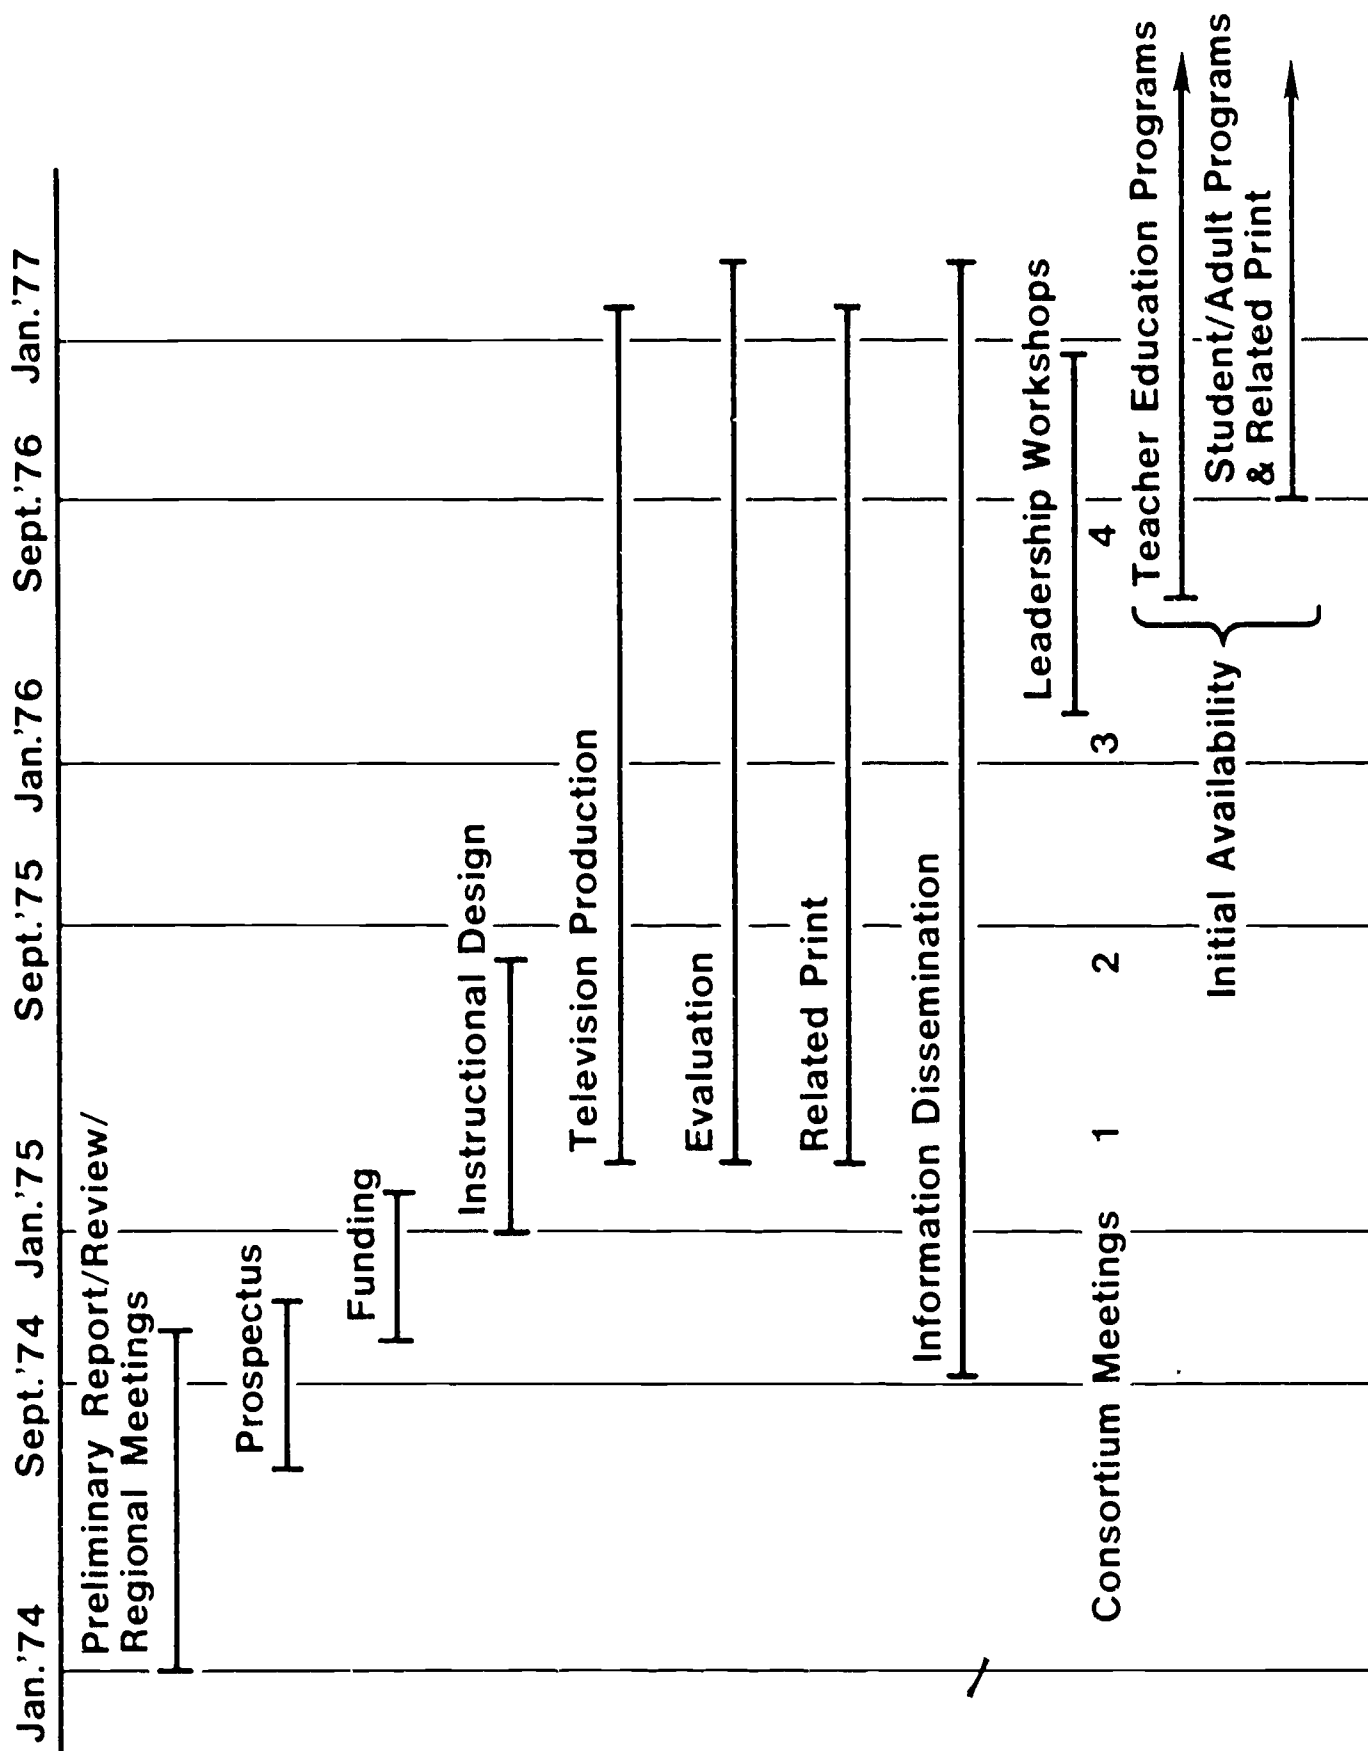 Jan.'74 Sept.'74 Jan.'75 Sept.'75 Jan.'76 Sept.'76 Jan.'77
Preliminary Report/Review/
Regional Meetings
Prospectus
Funding
Instructional Design
Television Production
Evaluation
Related Print
Information Dissemination
Leadership Workshops
Consortium Meetings 1 2 3 4
Initial Availability
Teacher Education Programs
Student/Adult Programs
& Related Print